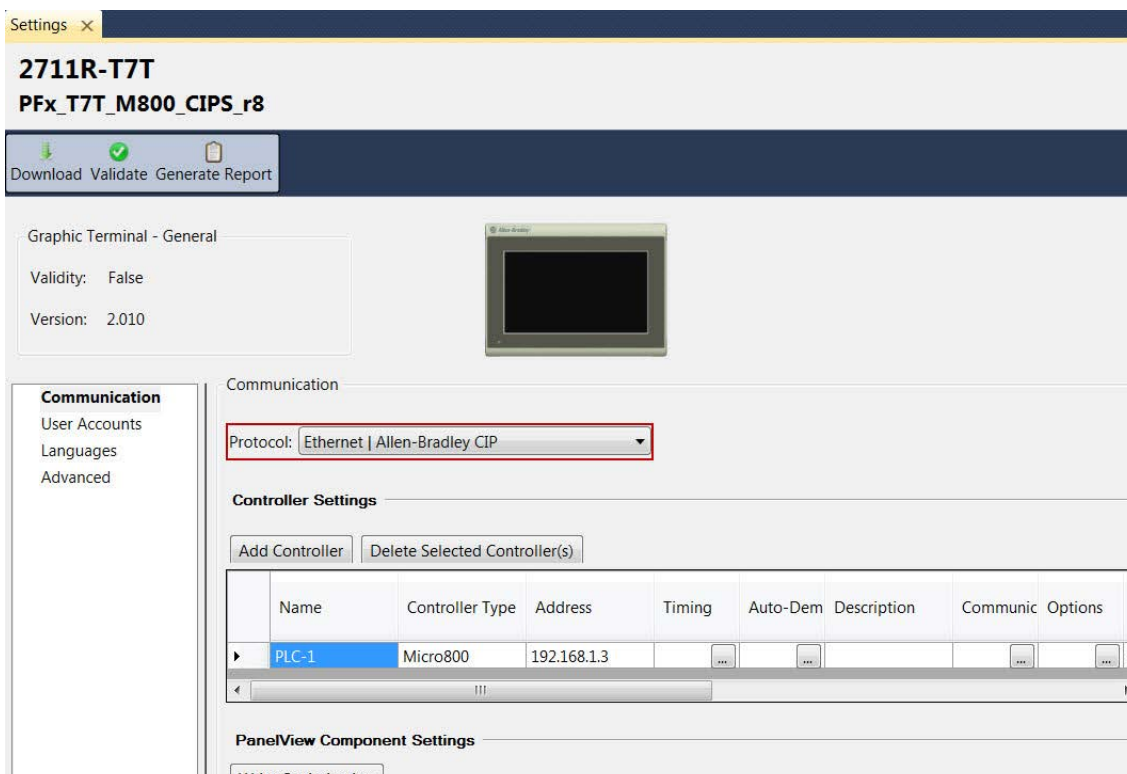 Settings
2711R-T7T
PFx_T7T_M800_CIPS_r8
Download Validate Generate Report
Graphic Terminal - General
Validity: False
Version: 2.010
Allen-Bradley
Communication
User Accounts
Languages
Advanced
Communication
Protocol: Ethernet | Allen-Bradley CIP
Controller Settings
Add Controller Delete Selected Controller(s)
Name Controller Type Address Timing Auto-Dem Description Communic Options
PLC-1 Micro800 192.168.1.3 ... ... ... ...
PanelView Component Settings